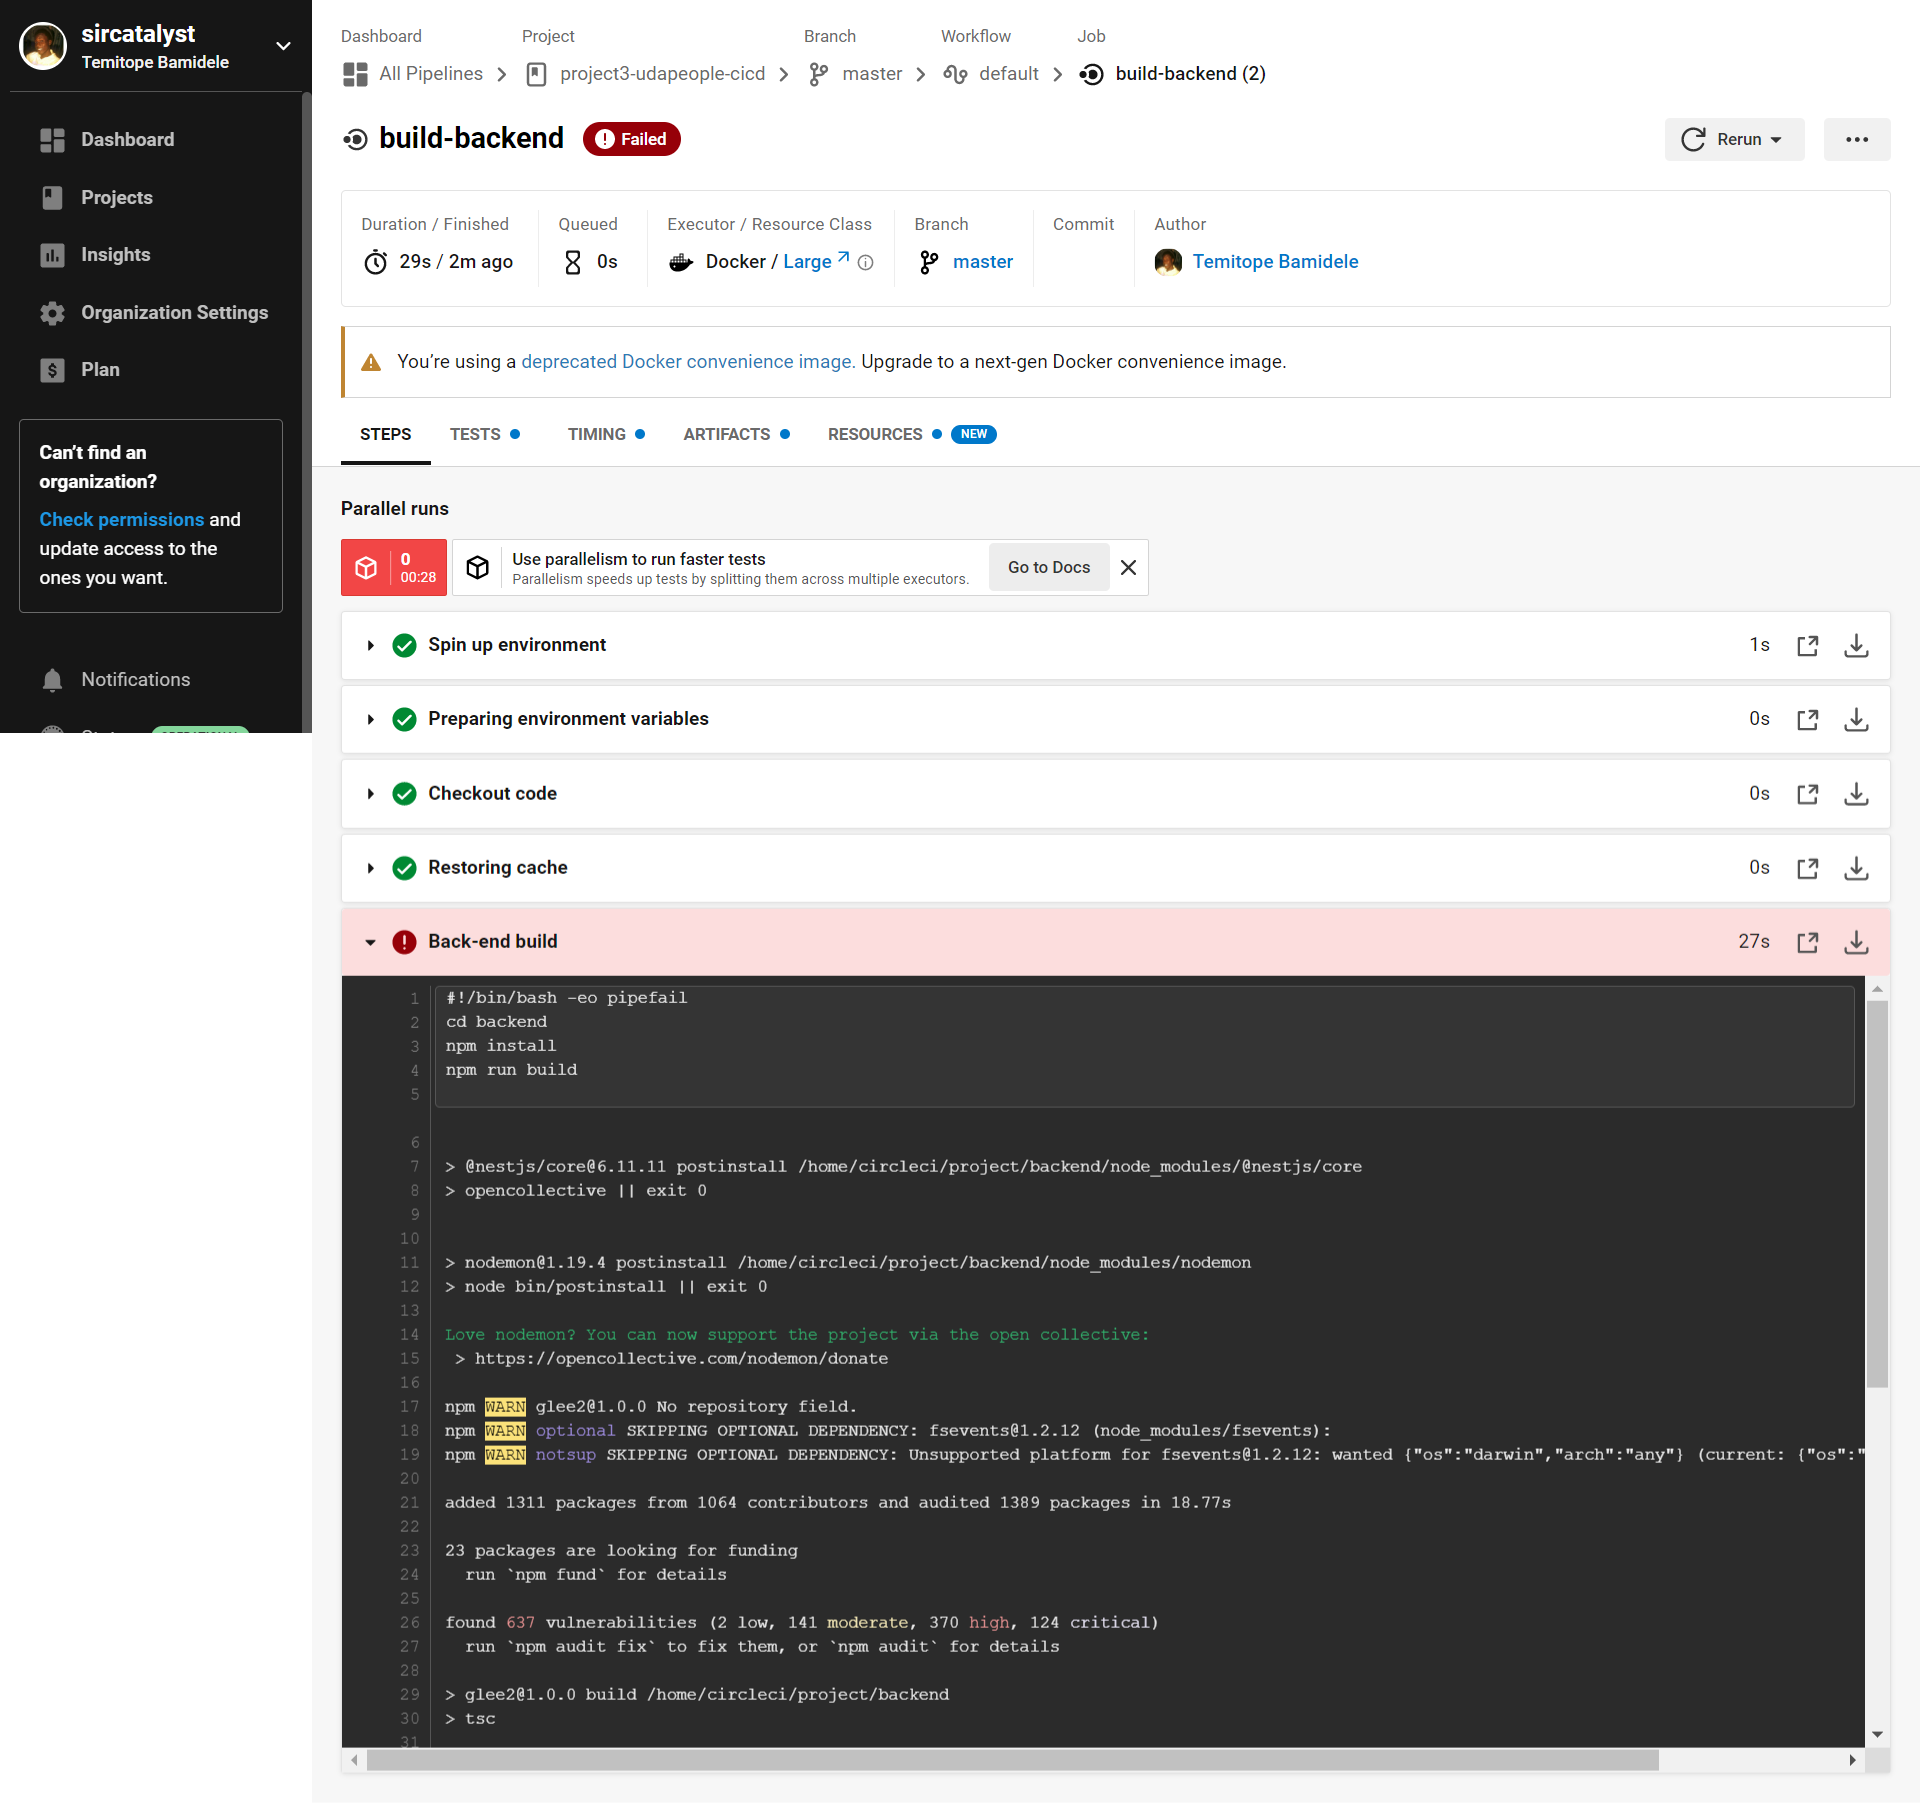 sircatalyst
Temitope Bamidele
Dashboard
Projects
Insights
Organization Settings
Plan
Can't find an
organization?
Check permissions and
update access to the
ones you want.
Notifications
Dashboard Project Branch Workflow Job
All Pipelines project3-udapeople-cicd master default build-backend (2)
build-backend Failed Rerun
Duration / Finished Queued Executor / Resource Class Branch Commit Author
29s / 2m ago 0s Docker / Large master Temitope Bamidele
You’re using a deprecated Docker convenience image. Upgrade to a next-gen Docker convenience image.
STEPS TESTS TIMING ARTIFACTS RESOURCES NEW
Parallel runs
0
00:28
Use parallelism to run faster tests
Parallelism speeds up tests by splitting them across multiple executors.
Go to Docs
Spin up environment 1s
Preparing environment variables 0s
Checkout code 0s
Restoring cache 0s
Back-end build 27s
1 #!/bin/bash -eo pipefail
2 cd backend
3 npm install
4 npm run build
5
6
7 > @nestjs/core@6.11.11 postinstall /home/circleci/project/backend/node_modules/@nestjs/core
8 > opencollective || exit 0
9
10
11 > nodemon@1.19.4 postinstall /home/circleci/project/backend/node_modules/nodemon
12 > node bin/postinstall || exit 0
13
14 Love nodemon? You can now support the project via the open collective:
15 > https://opencollective.com/nodemon/donate
16
17 npm WARN glee2@1.0.0 No repository field.
18 npm WARN optional SKIPPING OPTIONAL DEPENDENCY: fsevents@1.2.12 (node_modules/fsevents):
19 npm WARN notsup SKIPPING OPTIONAL DEPENDENCY: Unsupported platform for fsevents@1.2.12: wanted {"os":"darwin","arch":"any"} (current: {"os":"
20
21 added 1311 packages from 1064 contributors and audited 1389 packages in 18.77s
22
23 23 packages are looking for funding
24 run `npm fund` for details
25
26 found 637 vulnerabilities (2 low, 141 moderate, 370 high, 124 critical)
27 run `npm audit fix` to fix them, or `npm audit` for details
28
29 > glee2@1.0.0 build /home/circleci/project/backend
30 > tsc
31